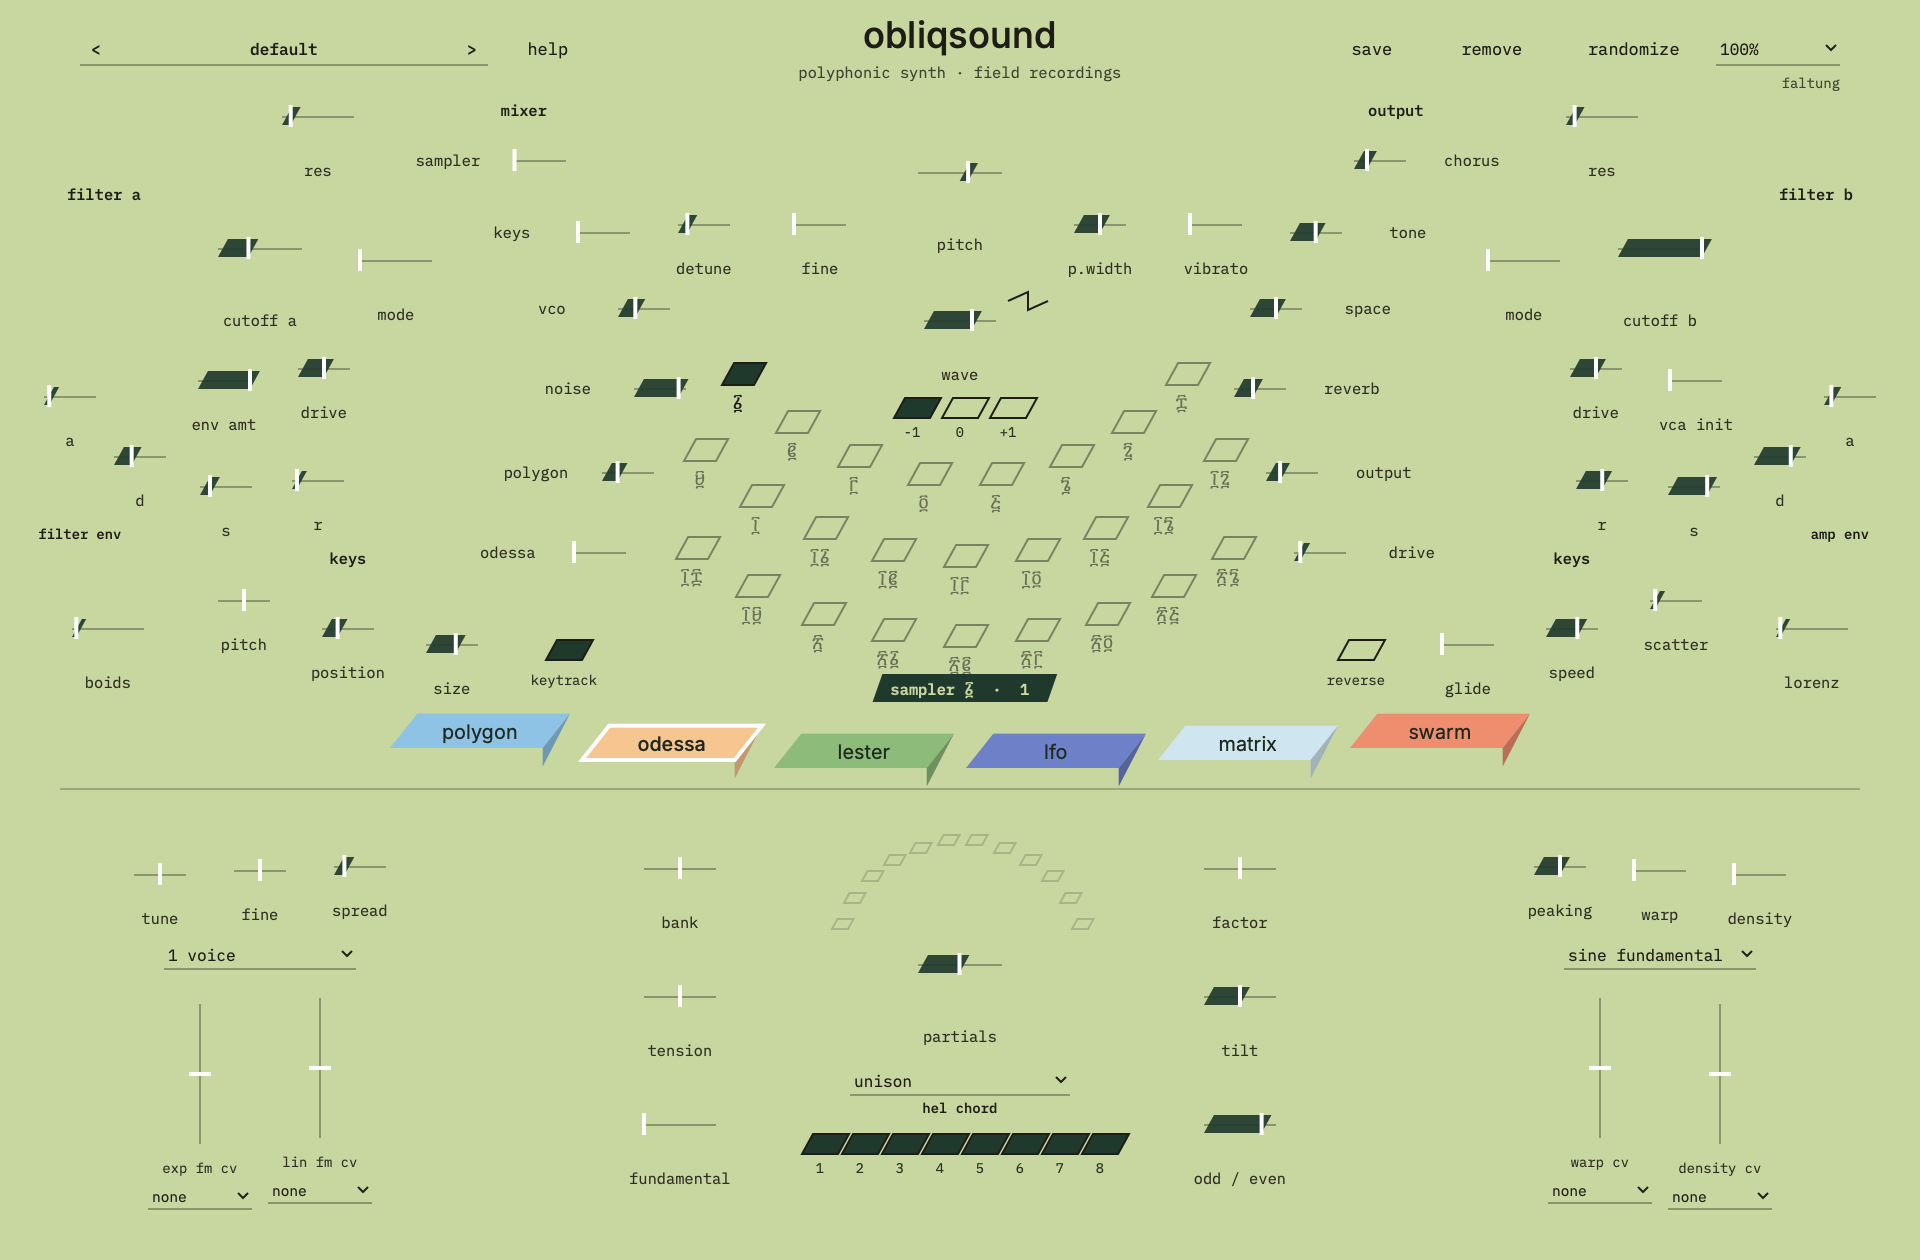 < default > help
obliqsound
polyphonic synth · field recordings
save remove randomize 100%
faltung
mixer
output
res
sampler
chorus
res
filter a
filter b
keys
detune
fine
pitch
p.width
vibrato
tone
cutoff a
mode
vco
space
mode
cutoff b
wave
noise
reverb
-1 0 +1
env amt
drive
drive
vca init
a
a
d
s
r
polygon
output
r
s
d
filter env
amp env
keys
odessa
drive
keys
boids
pitch
position
size
keytrack
reverse
glide
speed
scatter
lorenz
polygon
odessa
lester
lfo
matrix
swarm
tune
fine
spread
bank
factor
peaking
warp
density
1 voice
sine fundamental
tension
partials
tilt
unison
hel chord
1 2 3 4 5 6 7 8
fundamental
odd / even
exp fm cv
lin fm cv
warp cv
density cv
none
none
none
none